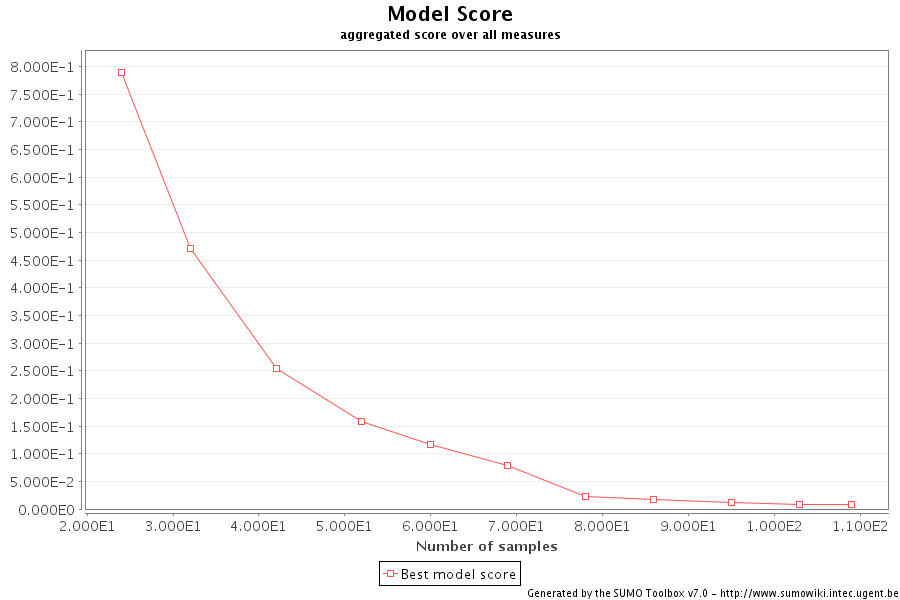 Model Score
aggregated score over all measures
8.000E-1
7.500E-1
7.000E-1
6.500E-1
6.000E-1
5.500E-1
5.000E-1
4.500E-1
4.000E-1
3.500E-1
3.000E-1
2.500E-1
2.000E-1
1.500E-1
1.000E-1
5.000E-2
0.000E0
2.000E1 3.000E1 4.000E1 5.000E1 6.000E1 7.000E1 8.000E1 9.000E1 1.000E2 1.100E2
Number of samples
Best model score
Generated by the SUMO Toolbox v7.0 - http://www.sumowiki.intec.ugent.be